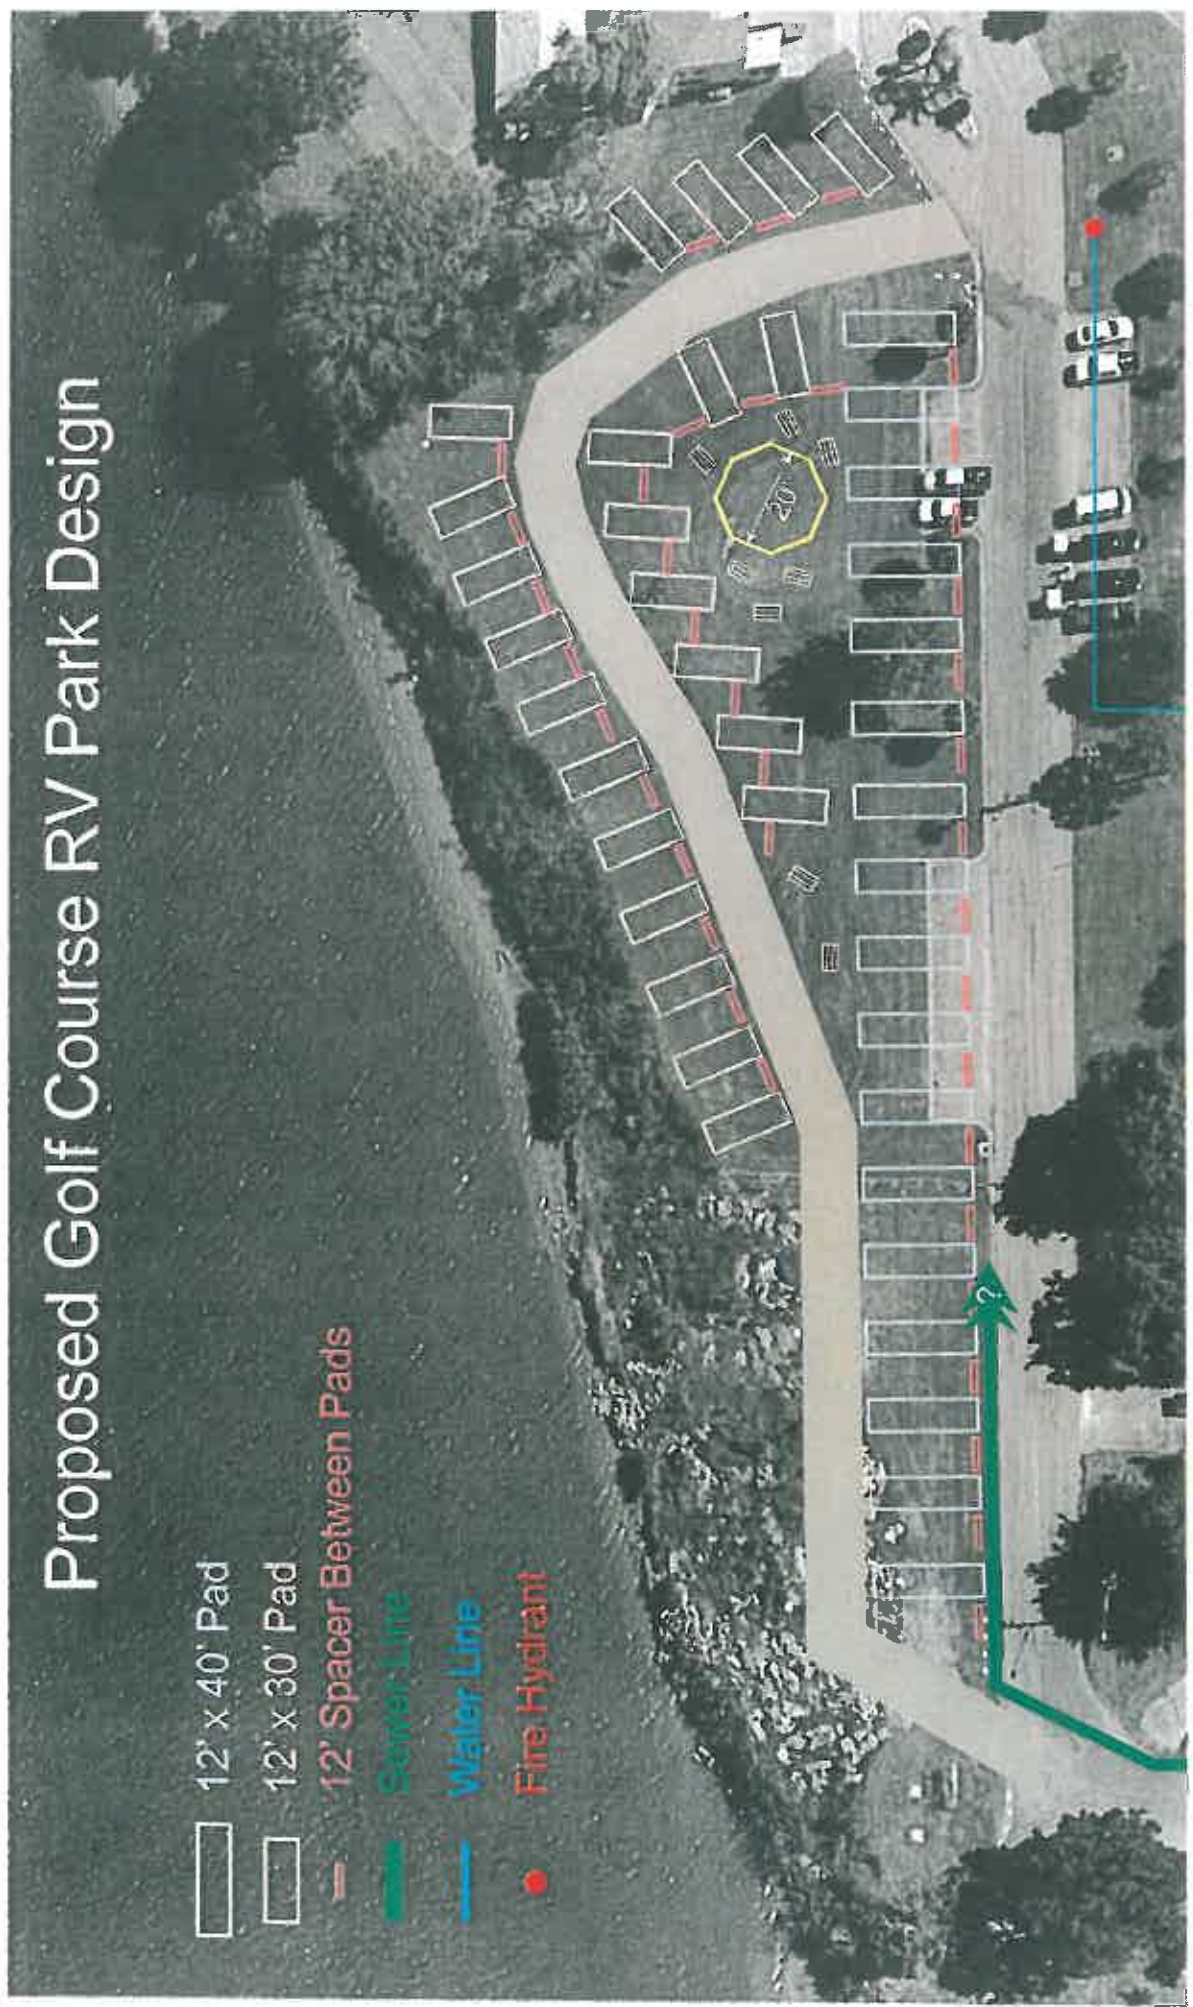 Proposed Golf Course RV Park Design
12' x 40' Pad
12' x 30' Pad
12' Spacer Between Pads
Sewer Line
Water Line
Fire Hydrant
20'
?